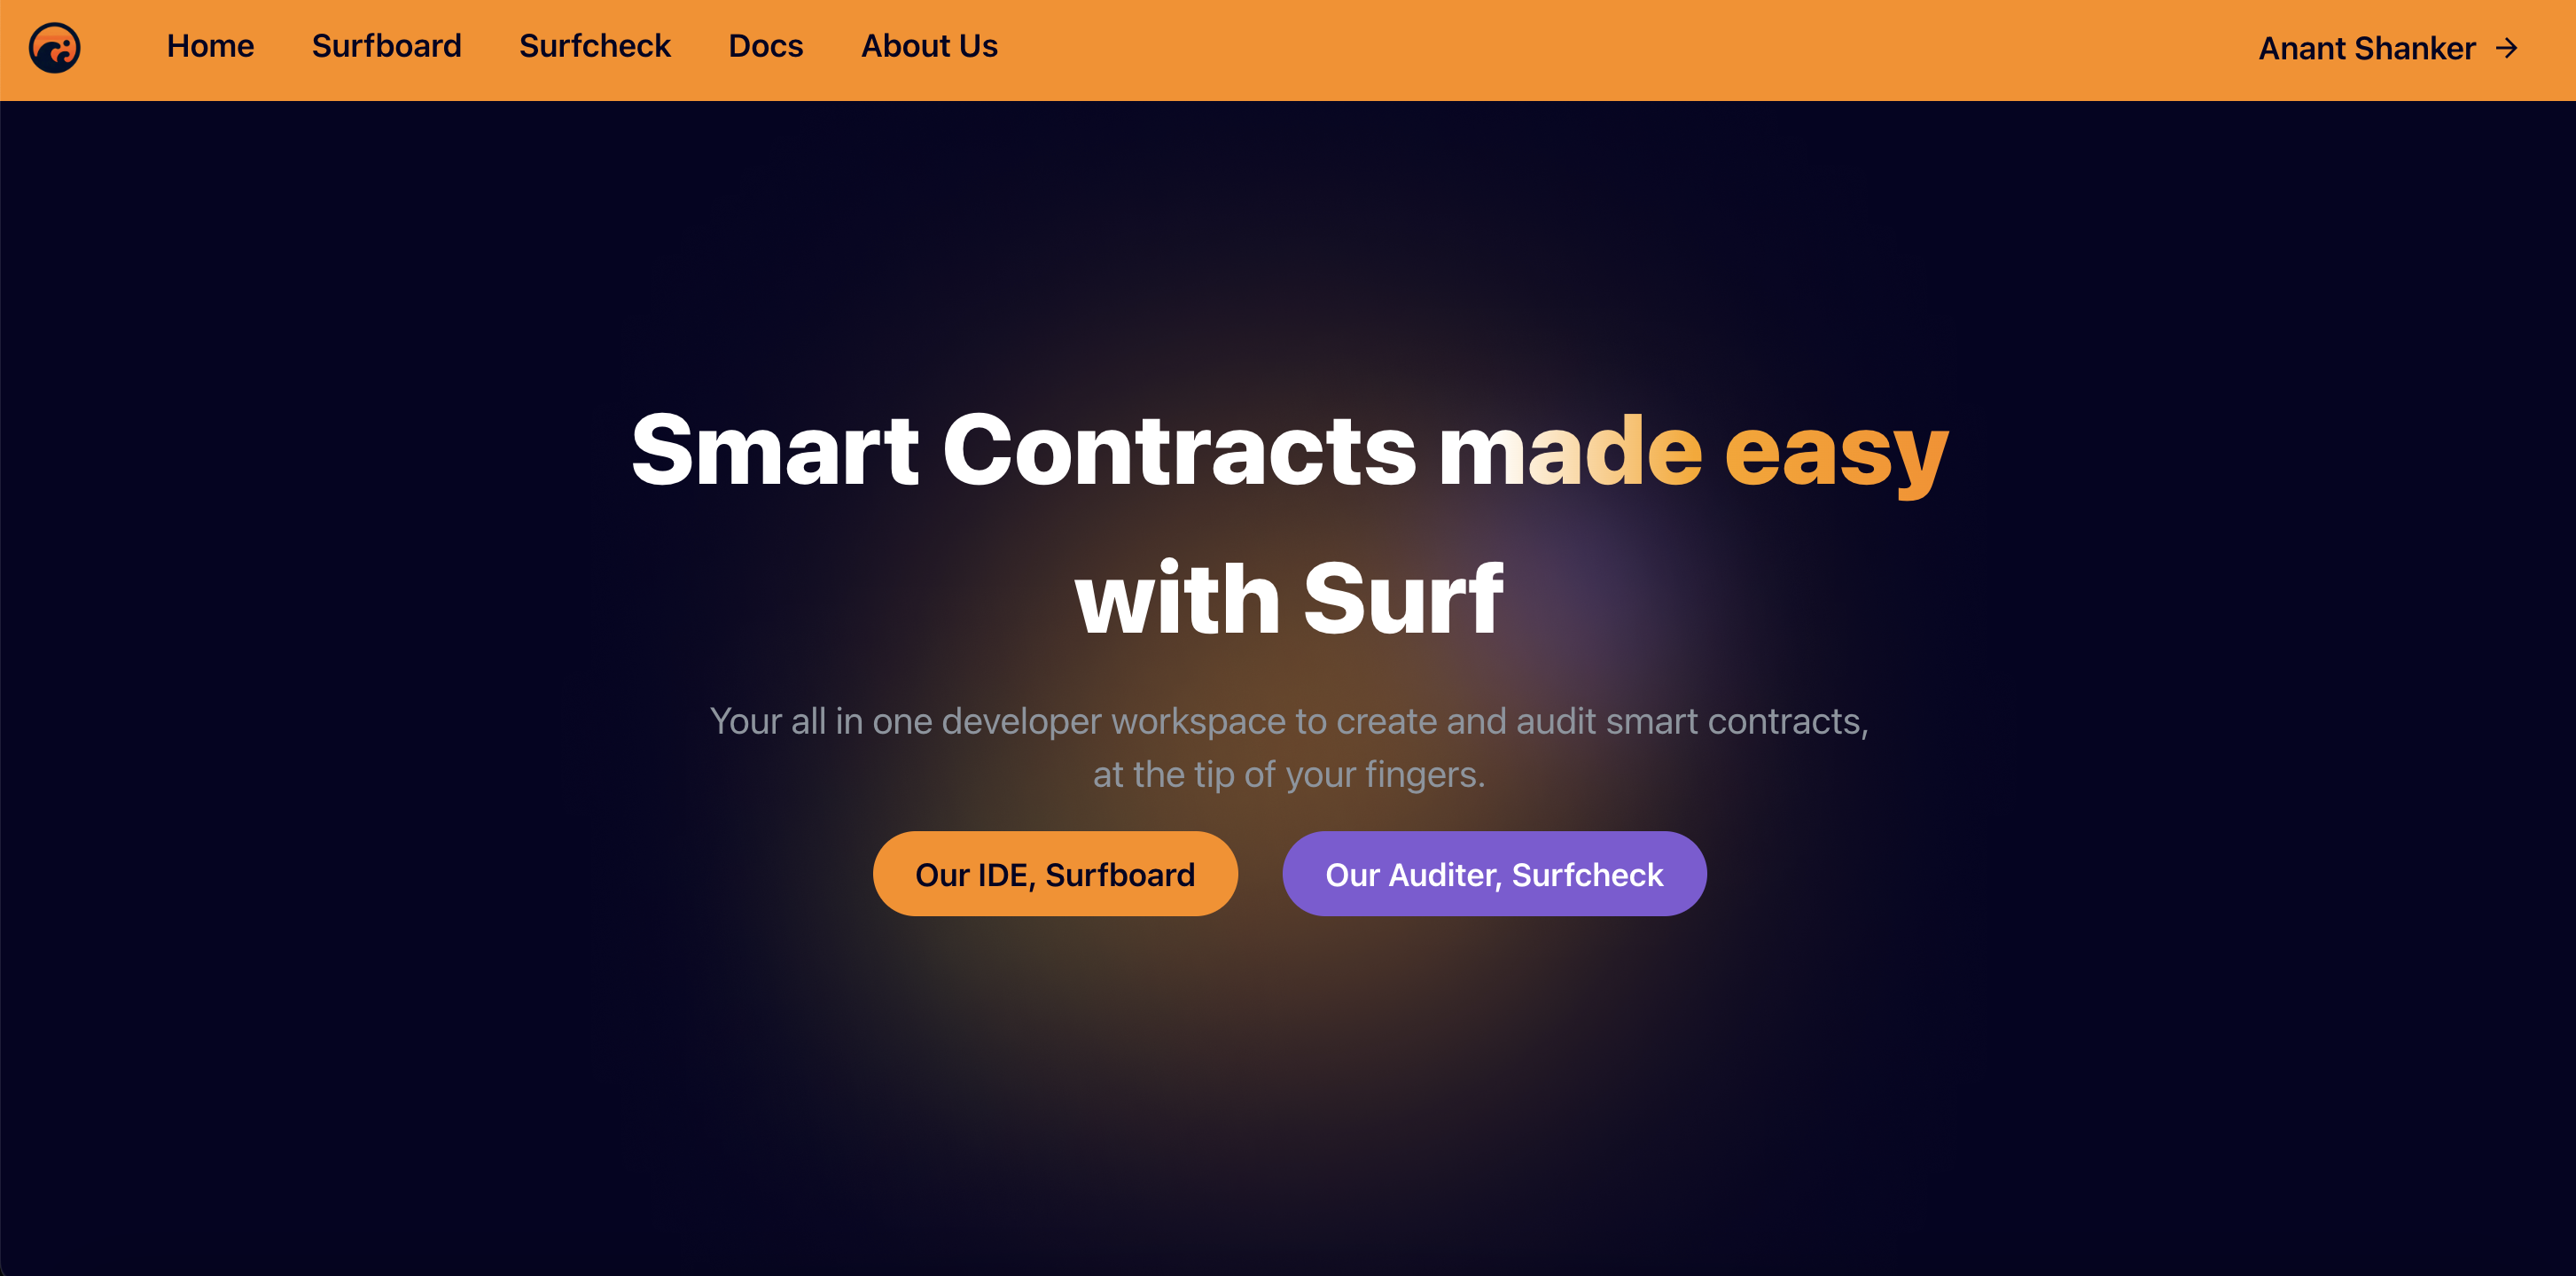 Home Surfboard Surfcheck Docs About Us Anant Shanker →
Smart Contracts made easy
with Surf
Your all in one developer workspace to create and audit smart contracts,
at the tip of your fingers.
Our IDE, Surfboard Our Auditer, Surfcheck